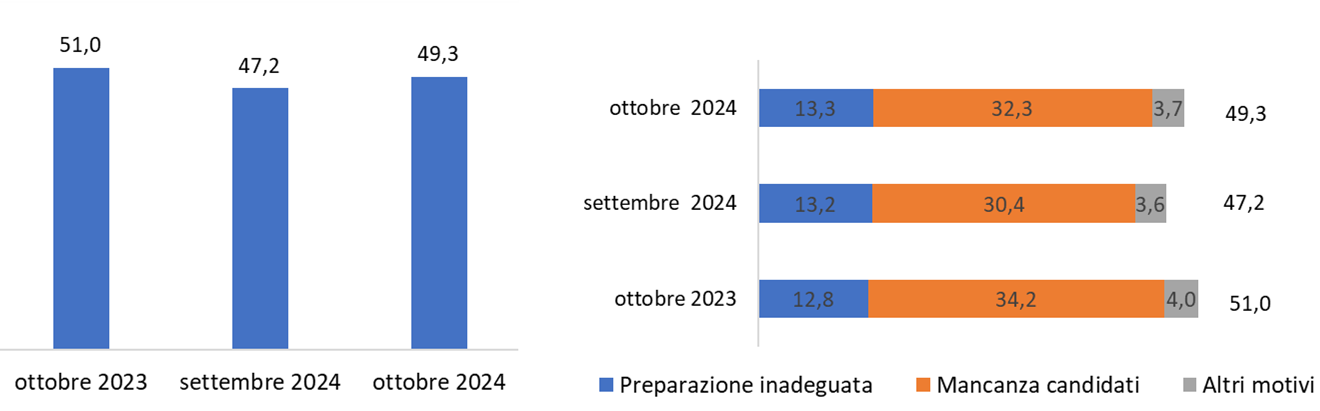 51,0
47,2
49,3
ottobre 2023 settembre 2024 ottobre 2024
ottobre 2024 13,3 32,3 3,7 49,3
settembre 2024 13,2 30,4 3,6 47,2
ottobre 2023 12,8 34,2 4,0 51,0
Preparazione inadeguata Mancanza candidati Altri motivi